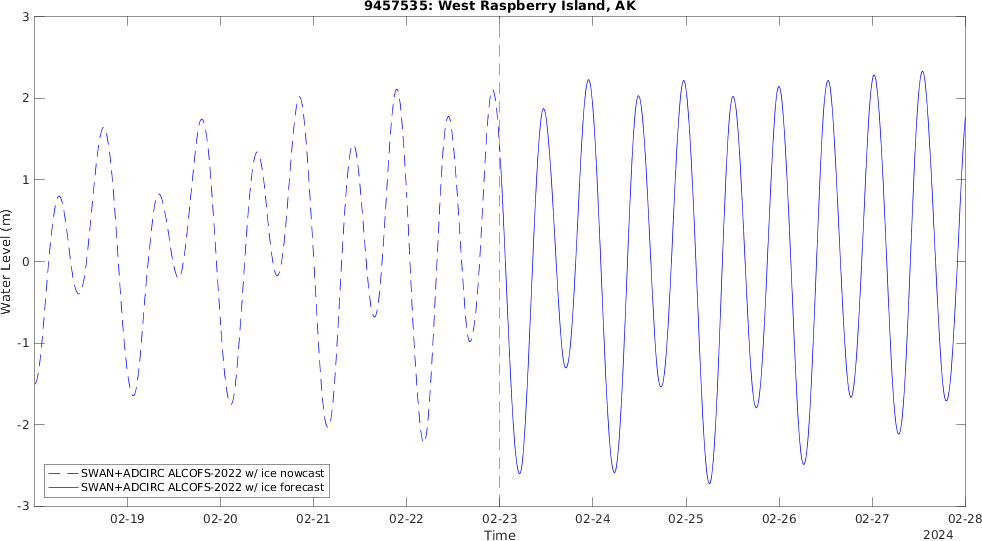 9457535: West Raspberry Island, AK
3
2
1
0
-1
-2
-3
Water Level (m)
SWAN+ADCIRC ALCOFS-2022 w/ ice nowcast
SWAN+ADCIRC ALCOFS-2022 w/ ice forecast
02-19 02-20 02-21 02-22 02-23 02-24 02-25 02-26 02-27 02-28
Time
2024